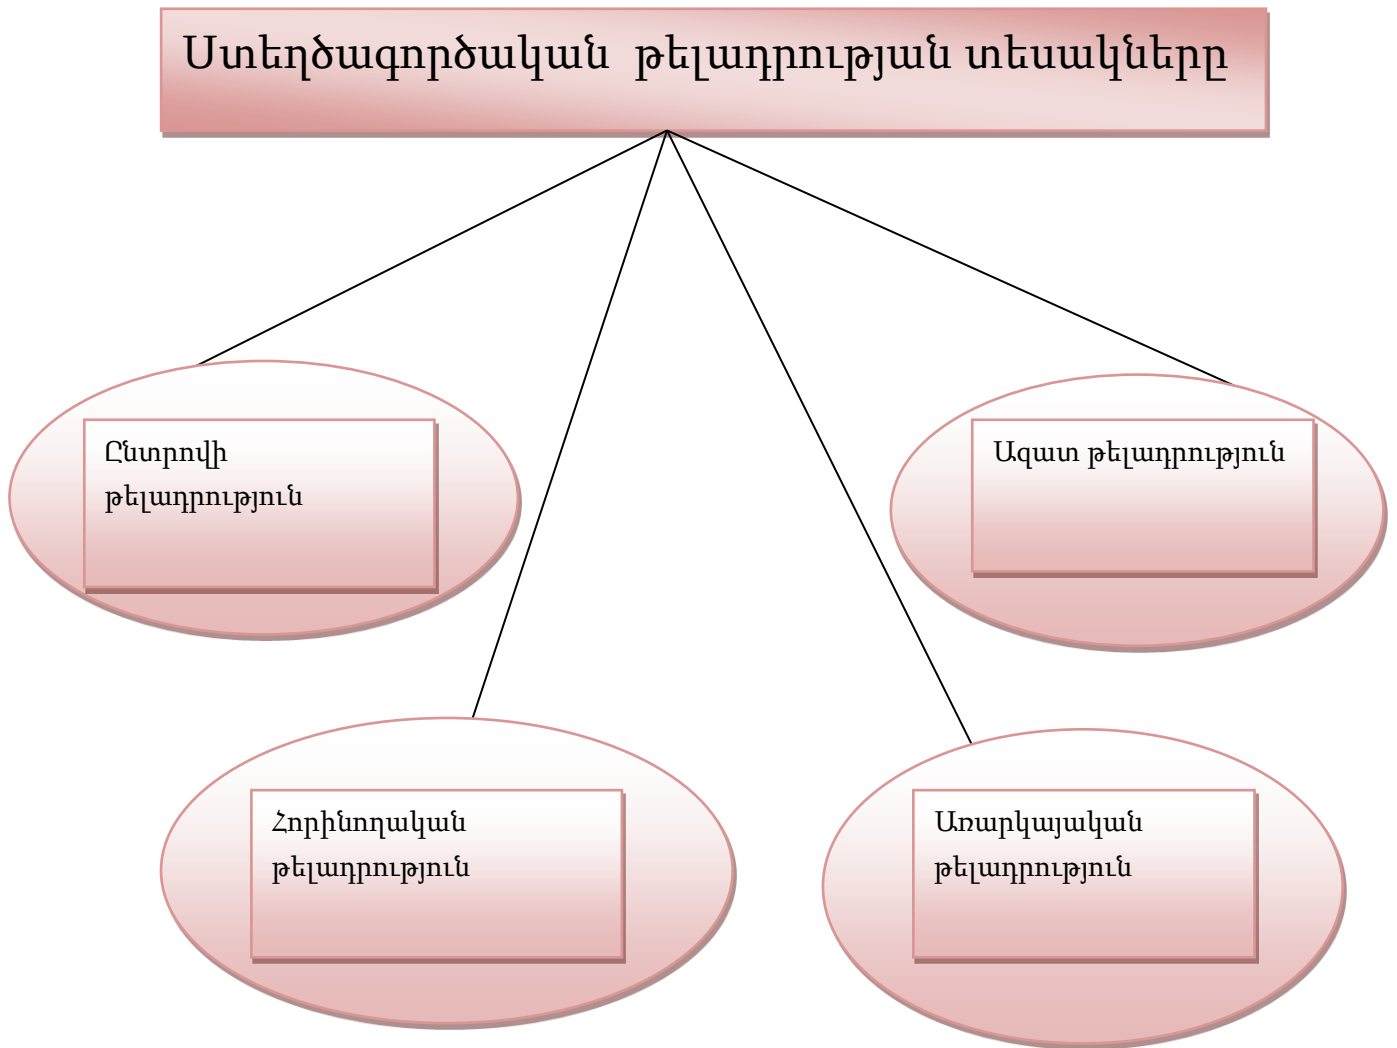 Ստեղծագործական թելադրության տեսակները
Ընտրովի
թելադրություն
Ազատ թելադրություն
Հորինողական
թելադրություն
Առարկայական
թելադրություն